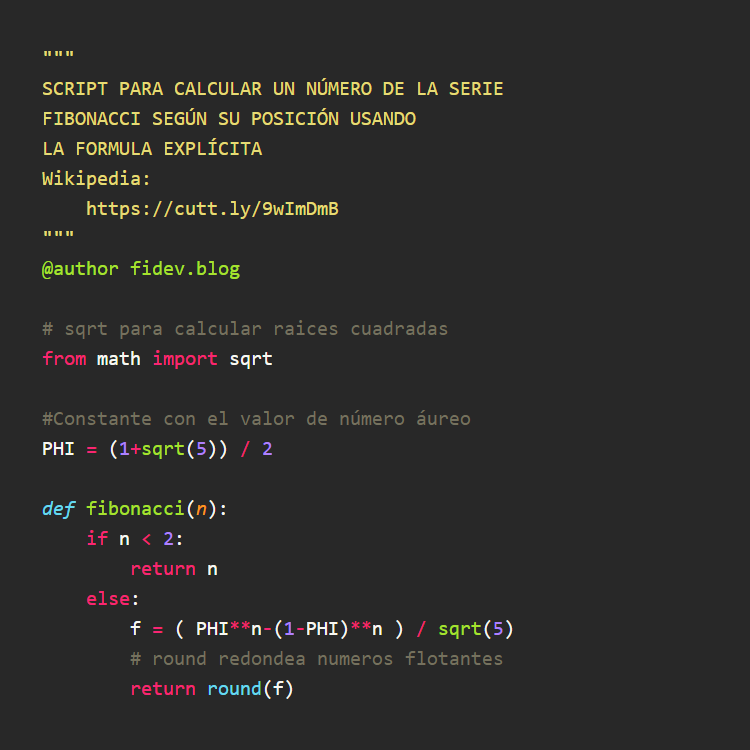 """
SCRIPT PARA CALCULAR UN NÚMERO DE LA SERIE
FIBONACCI SEGÚN SU POSICIÓN USANDO
LA FORMULA EXPLÍCITA
Wikipedia:
    https://cutt.ly/9wImDmB
"""
@author fidev.blog

# sqrt para calcular raices cuadradas
from math import sqrt

#Constante con el valor de número áureo
PHI = (1+sqrt(5)) / 2

def fibonacci(n):
    if n < 2:
        return n
    else:
        f = ( PHI**n-(1-PHI)**n ) / sqrt(5)
        # round redondea numeros flotantes
        return round(f)